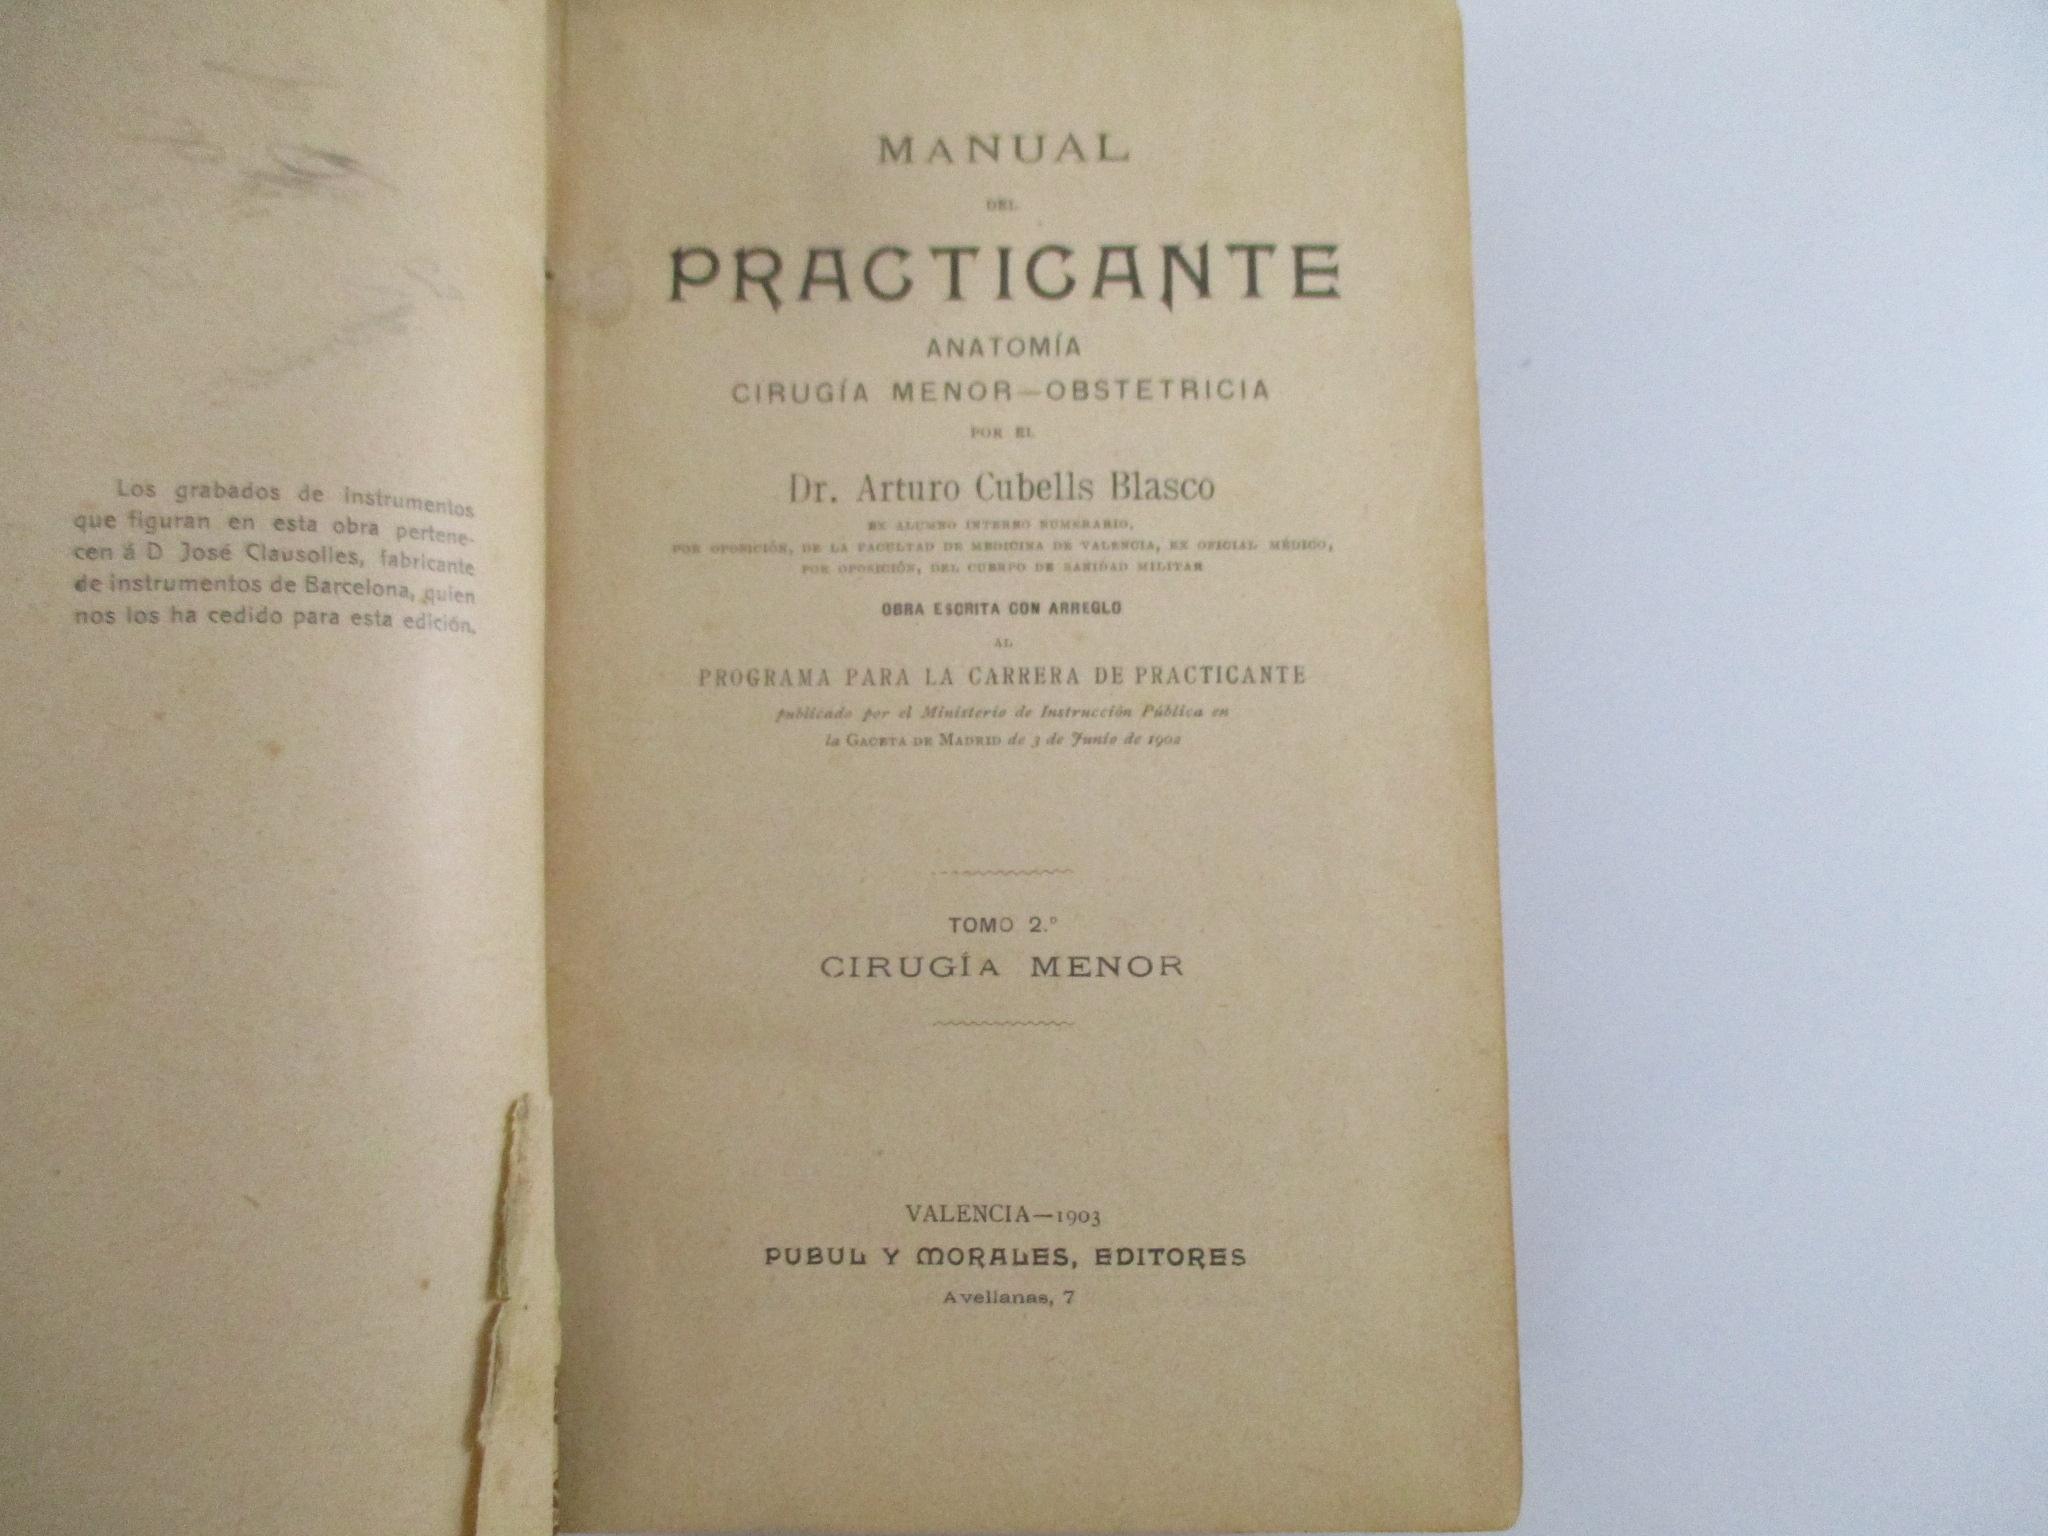 Los grabados de instrumentos
que figuran en esta obra pertene-
cen á D José Clausolles, fabricante
de instrumentos de Barcelona, quien
nos los ha cedido para esta edición.
MANUAL
DEL
PRACTICANTE
ANATOMÍA
CIRUGÍA MENOR—OBSTETRICIA
POR EL
Dr. Arturo Cubells Blasco
EX ALUMNO INTERNO NUMERARIO,
POR OPOSICIÓN, DE LA FACULTAD DE MEDICINA DE VALENCIA, EX OFICIAL MÉDICO,
POR OPOSICIÓN, DEL CUERPO DE SANIDAD MILITAR
OBRA ESCRITA CON ARREGLO
AL
PROGRAMA PARA LA CARRERA DE PRACTICANTE
publicado por el Ministerio de Instrucción Pública en
la GACETA DE MADRID de 3 de Junio de 1902
TOMO 2.º
CIRUGÍA MENOR
VALENCIA—1903
PUBUL Y MORALES, EDITORES
Avellanas, 7